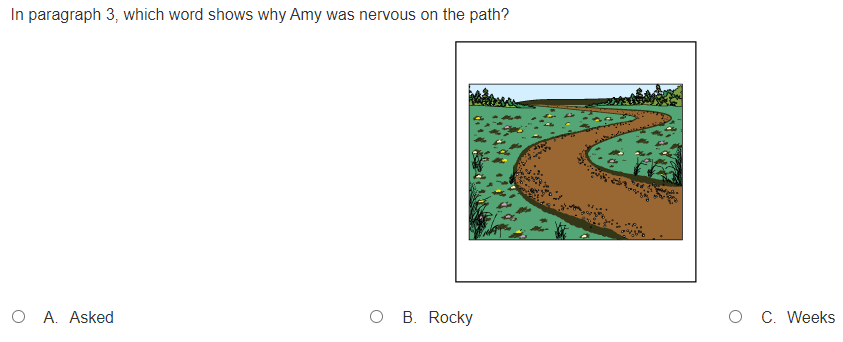 In paragraph 3, which word shows why Amy was nervous on the path?
A. Asked
B. Rocky
C. Weeks